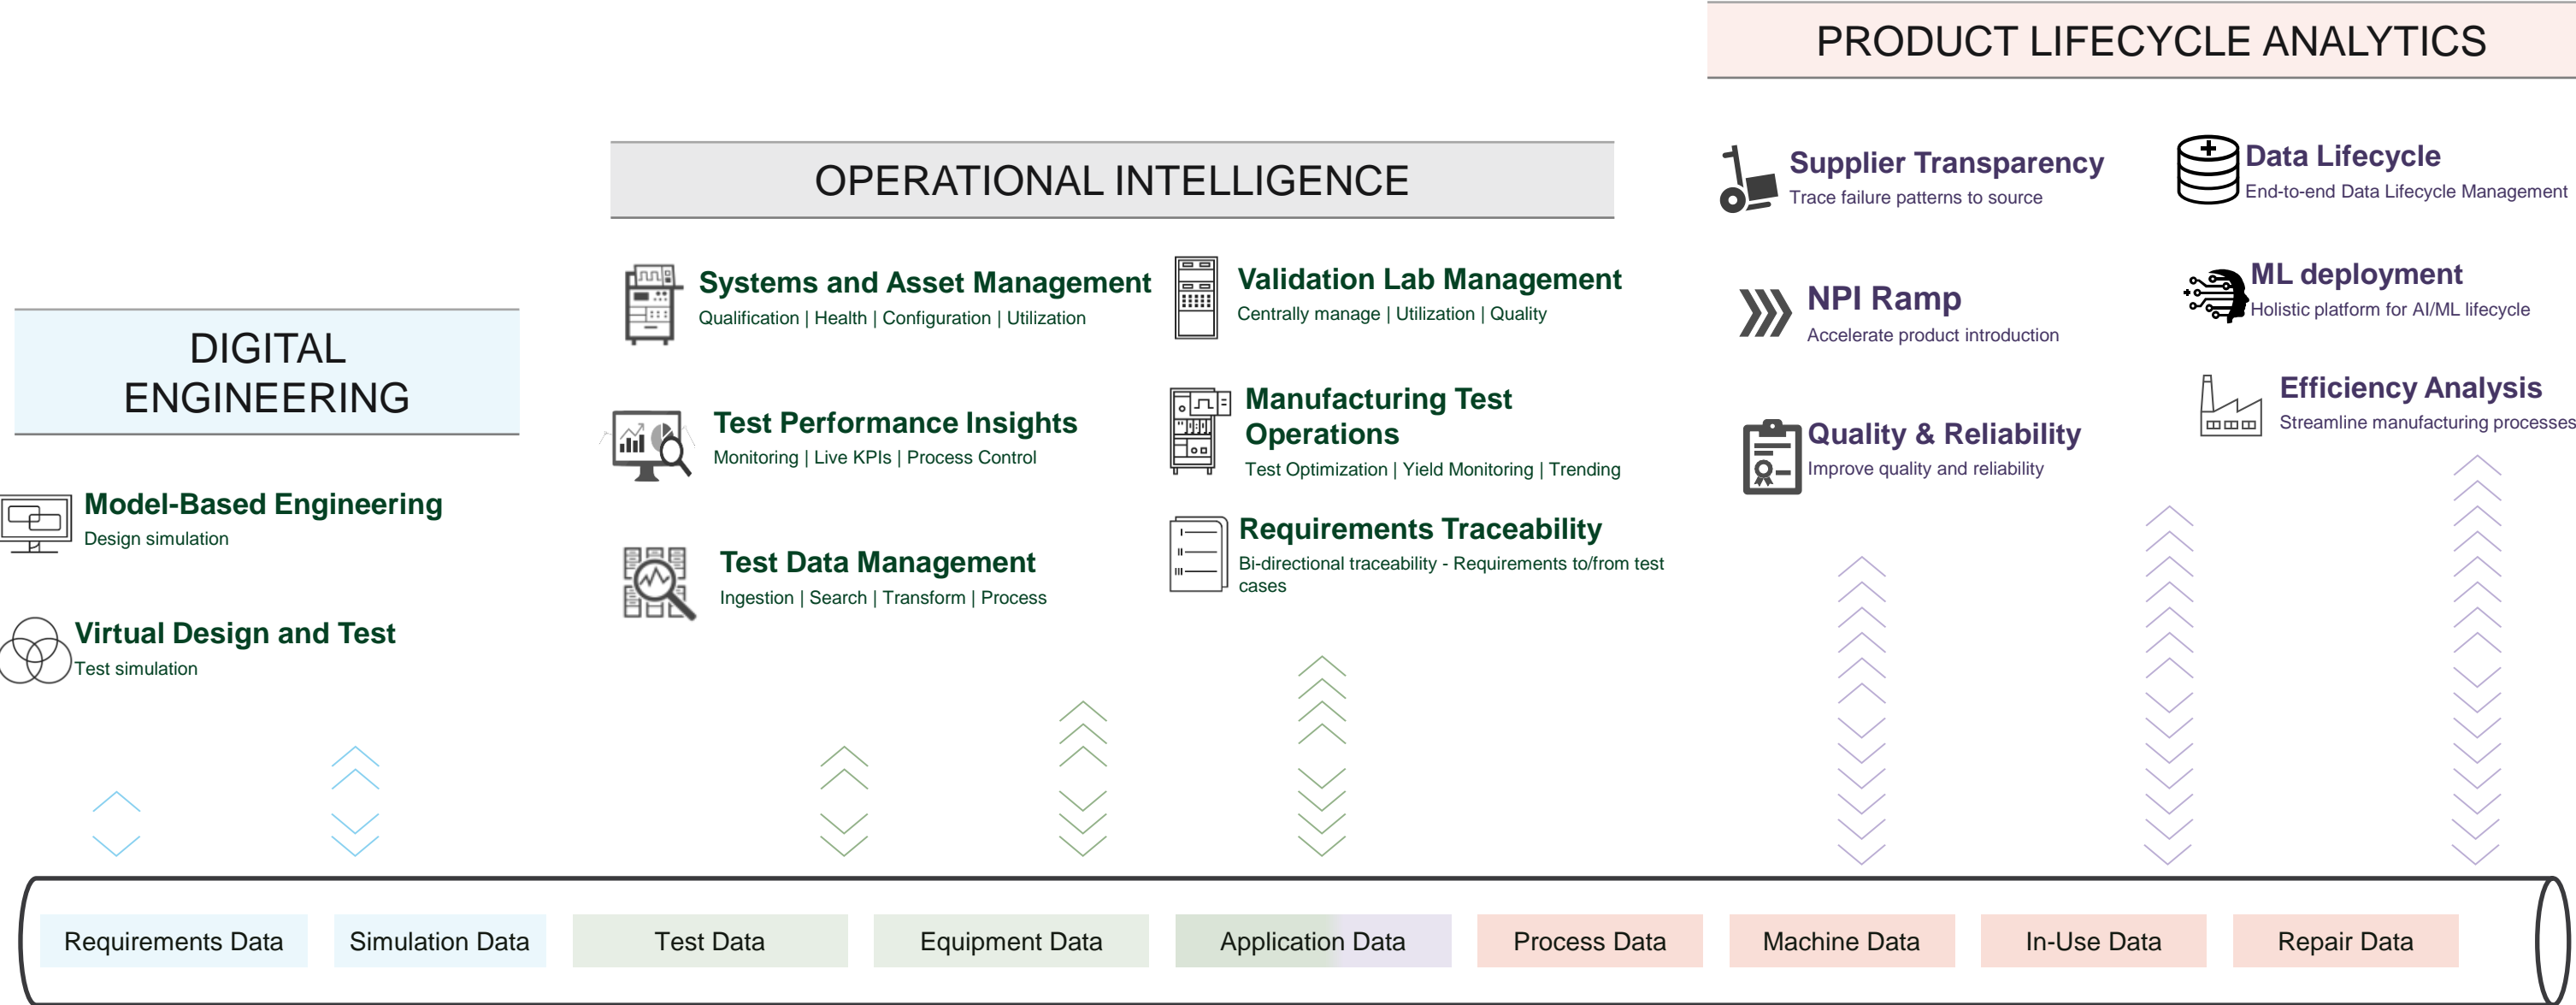 PRODUCT LIFECYCLE ANALYTICS
Supplier Transparency
Trace failure patterns to source
Data Lifecycle
End-to-end Data Lifecycle Management
NPI Ramp
Accelerate product introduction
ML deployment
Holistic platform for AI/ML lifecycle
Quality & Reliability
Improve quality and reliability
Efficiency Analysis
Streamline manufacturing processes
OPERATIONAL INTELLIGENCE
Systems and Asset Management
Qualification | Health | Configuration | Utilization
Validation Lab Management
Centrally manage | Utilization | Quality
Test Performance Insights
Monitoring | Live KPIs | Process Control
Manufacturing Test
Operations
Test Optimization | Yield Monitoring | Trending
Test Data Management
Ingestion | Search | Transform | Process
Requirements Traceability
Bi-directional traceability - Requirements to/from test
cases
DIGITAL
ENGINEERING
Model-Based Engineering
Design simulation
Virtual Design and Test
Test simulation
Requirements Data
Simulation Data
Test Data
Equipment Data
Application Data
Process Data
Machine Data
In-Use Data
Repair Data